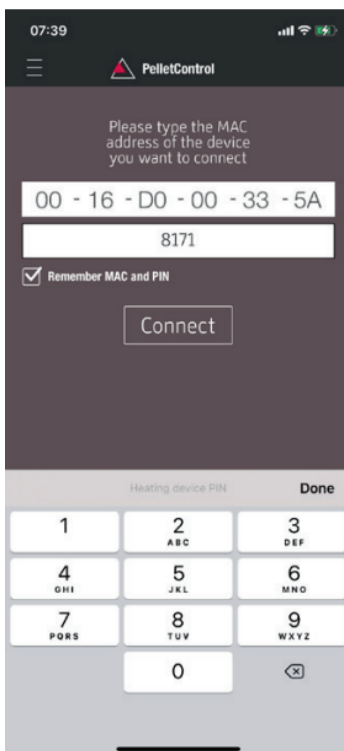 07:39
PelletControl
Please type the MAC
address of the device
you want to connect
00 - 16 - D0 - 00 - 33 - 5A
8171
Remember MAC and PIN
Connect
Heating device PIN Done
1 2 3
ABC DEF
4 5 6
GHI JKL MNO
7 8 9
PQRS TUV WXYZ
0